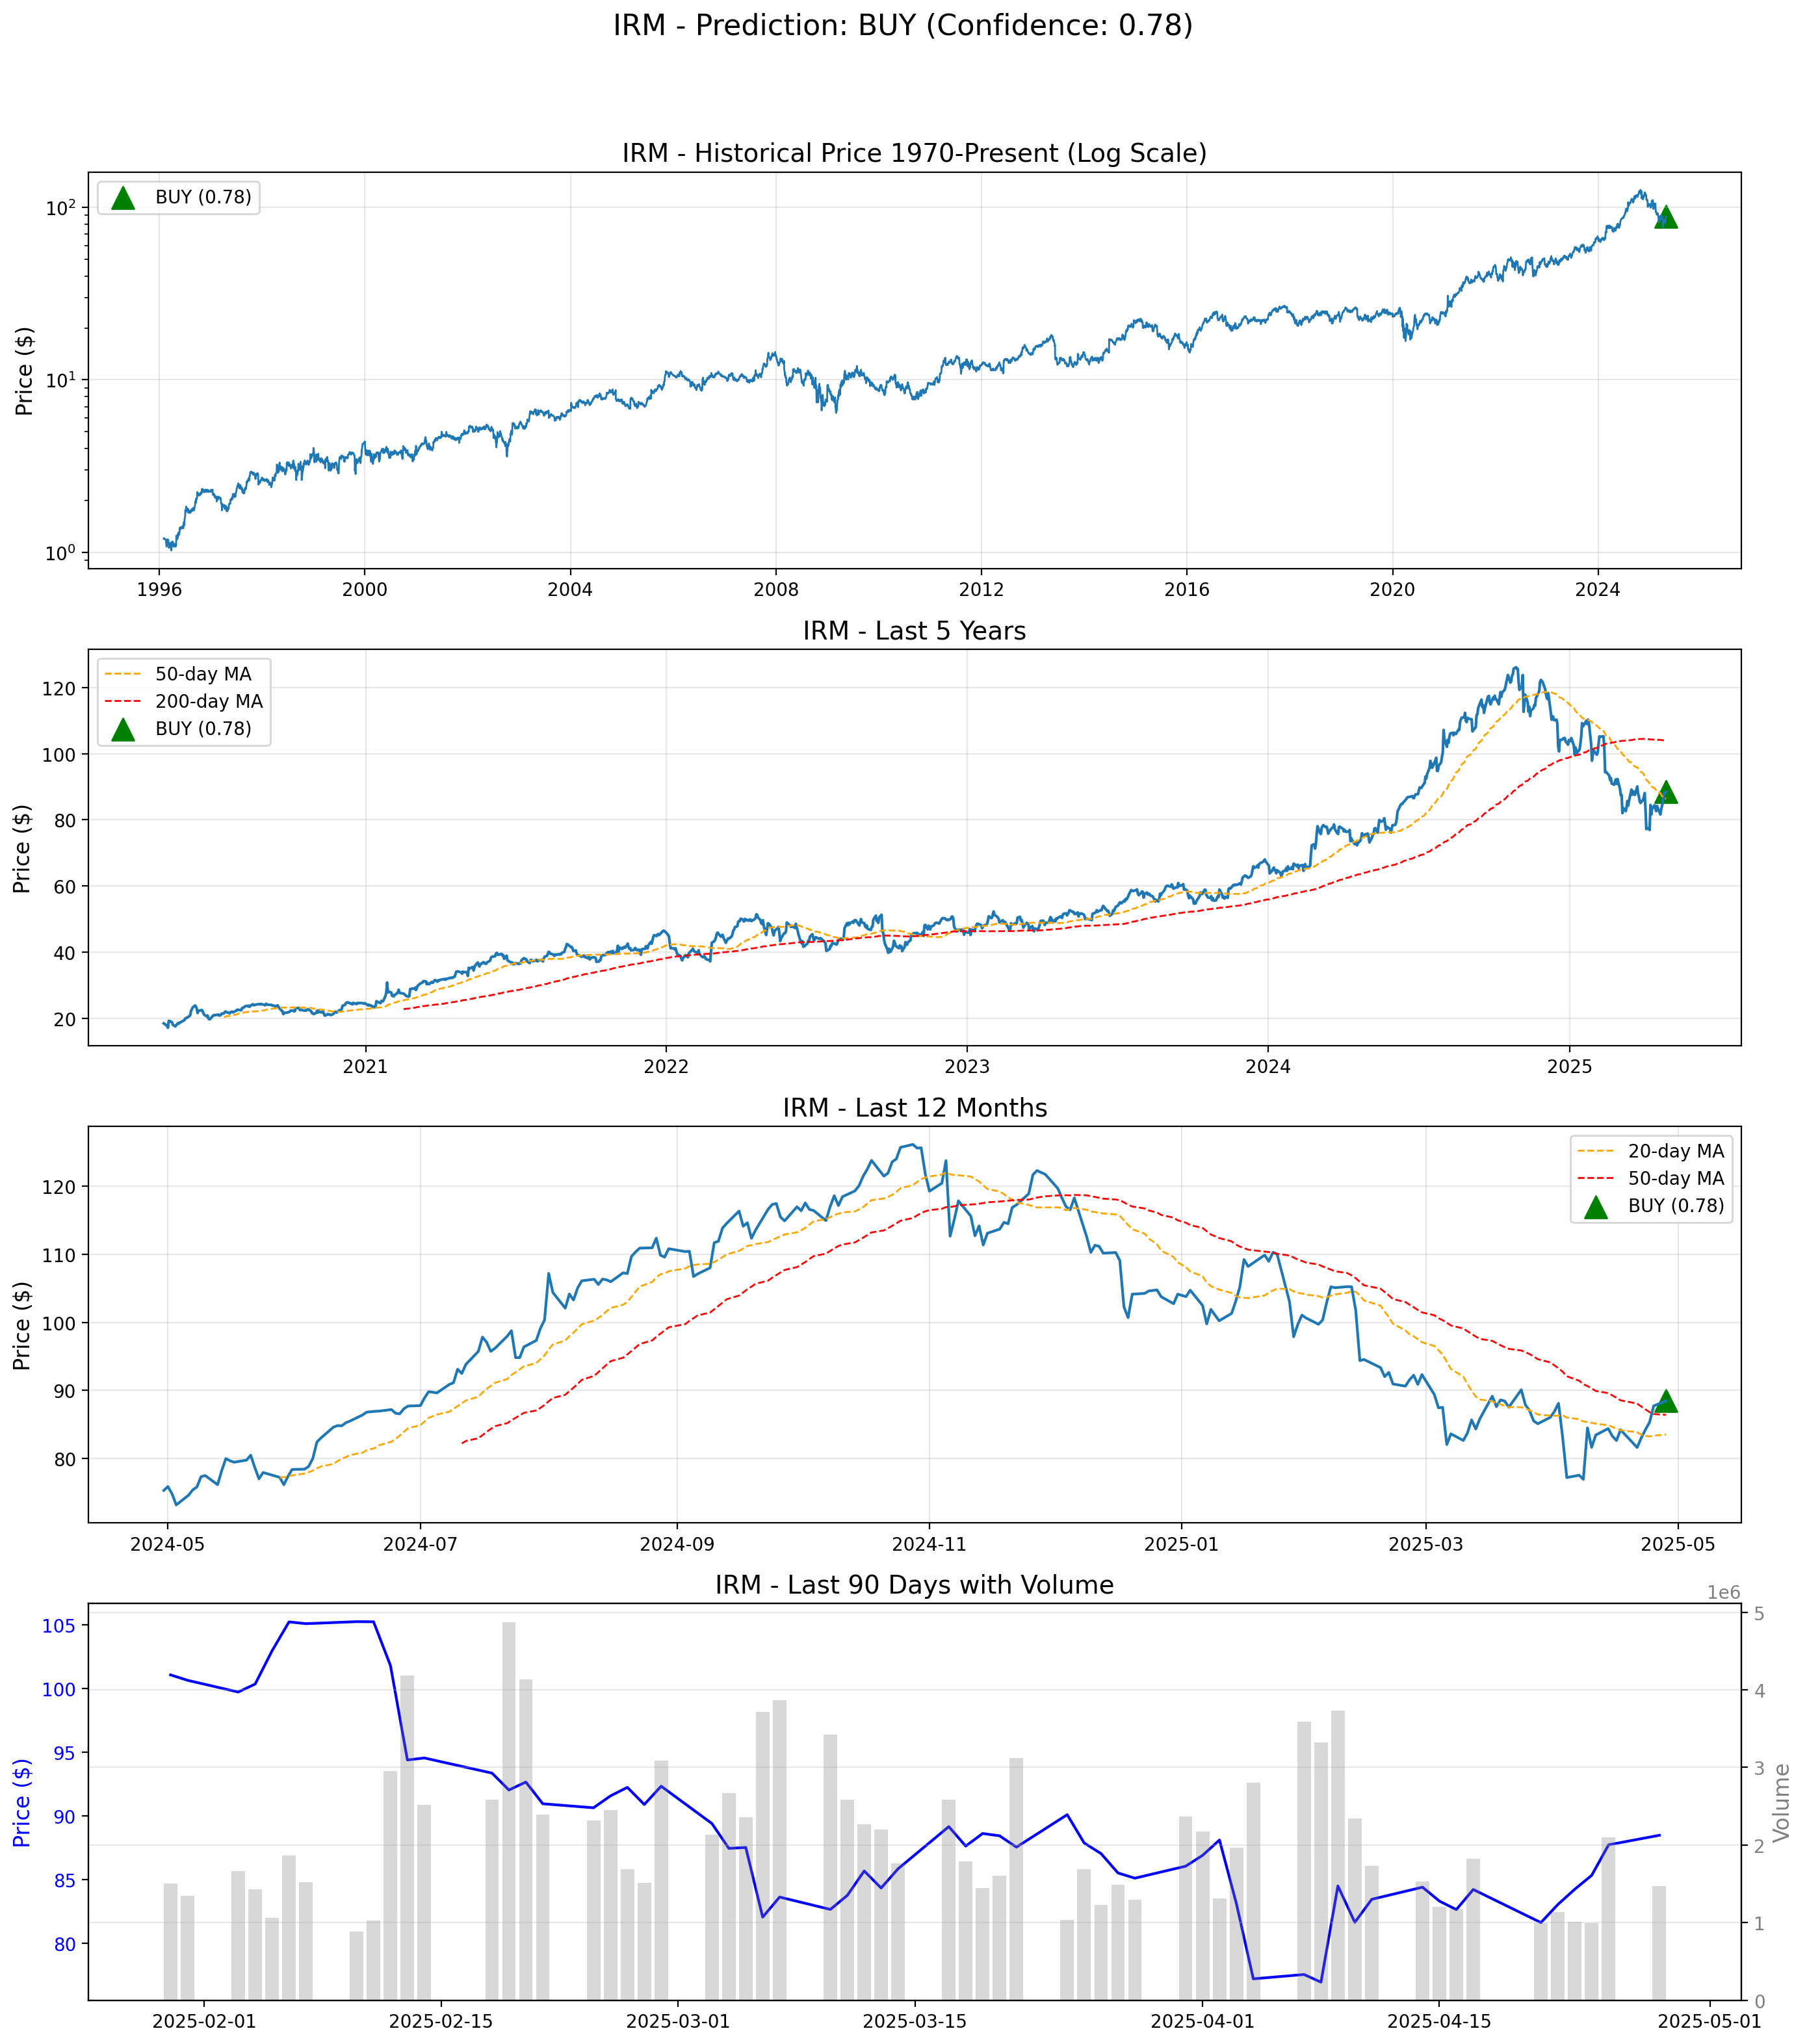 IRM - Prediction: BUY (Confidence: 0.78)
IRM - Historical Price 1970-Present (Log Scale)
BUY (0.78)
Price ($)
10²
10¹
10⁰
1996 2000 2004 2008 2012 2016 2020 2024
IRM - Last 5 Years
50-day MA
200-day MA
BUY (0.78)
Price ($)
120
100
80
60
40
20
2021 2022 2023 2024 2025
IRM - Last 12 Months
20-day MA
50-day MA
BUY (0.78)
Price ($)
120
110
100
90
80
2024-05 2024-07 2024-09 2024-11 2025-01 2025-03 2025-05
IRM - Last 90 Days with Volume
1e6
Price ($)
105
100
95
90
85
80
5
4
3
2
1
0
Volume
2025-02-01 2025-02-15 2025-03-01 2025-03-15 2025-04-01 2025-04-15 2025-05-01